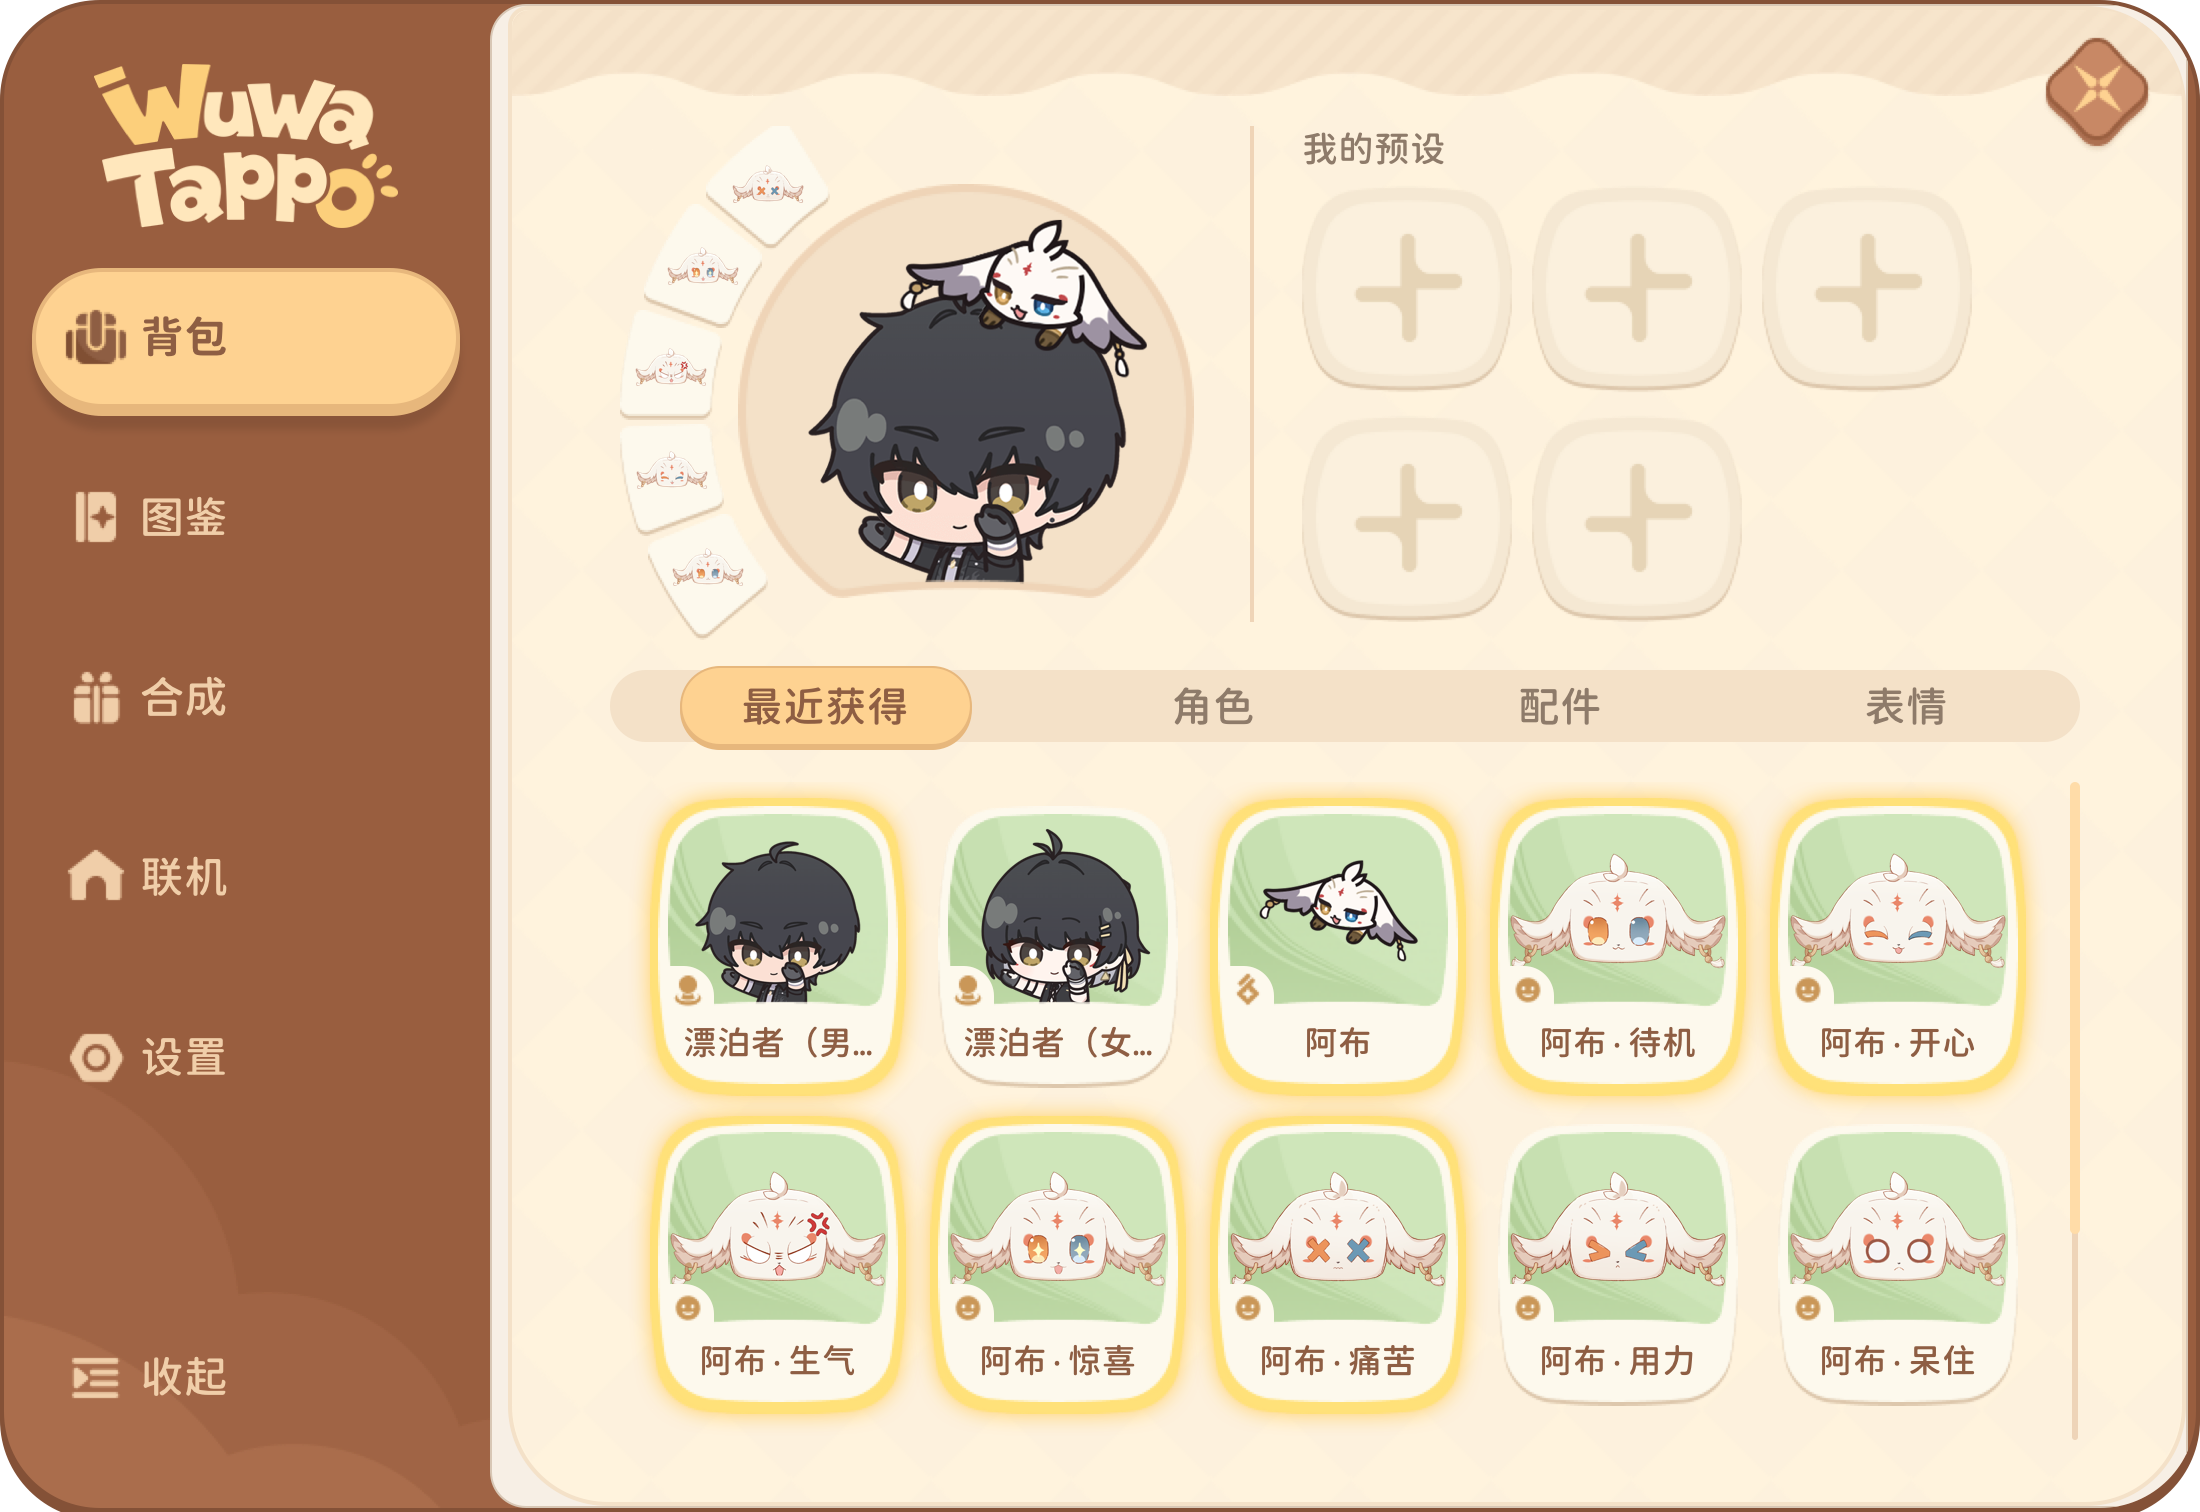 Wuwa
Tappo
背包
图鉴
合成
联机
设置
收起
我的预设
最近获得
角色
配件
表情
漂泊者（男...
漂泊者（女...
阿布
阿布·待机
阿布·开心
阿布·生气
阿布·惊喜
阿布·痛苦
阿布·用力
阿布·呆住